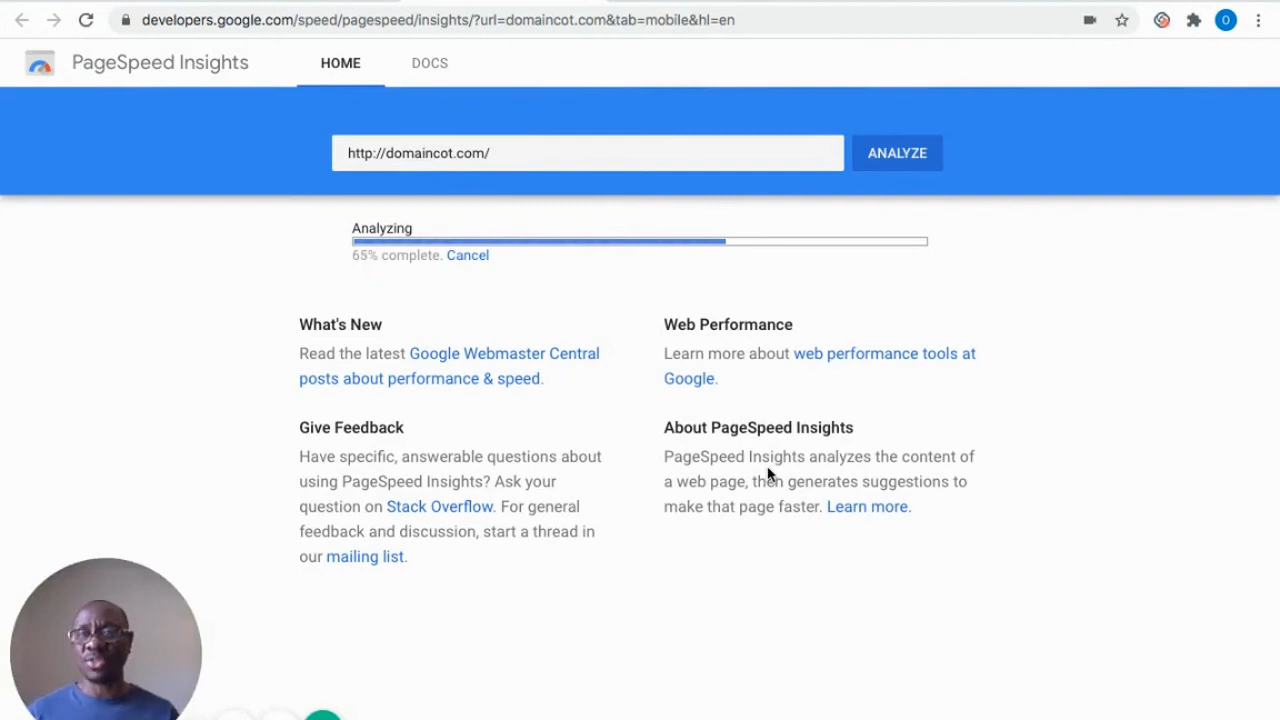 developers.google.com/speed/pagespeed/insights/?url=domaincot.com&tab=mobile&hl=en
O
PageSpeed Insights
HOME
DOCS
http://domaincot.com/
ANALYZE
Analyzing
65% complete. Cancel
What's New
Read the latest Google Webmaster Central
posts about performance & speed.
Web Performance
Learn more about web performance tools at
Google.
Give Feedback
Have specific, answerable questions about
using PageSpeed Insights? Ask your
question on Stack Overflow. For general
feedback and discussion, start a thread in
our mailing list.
About PageSpeed Insights
PageSpeed Insights analyzes the content of
a web page, then generates suggestions to
make that page faster. Learn more.